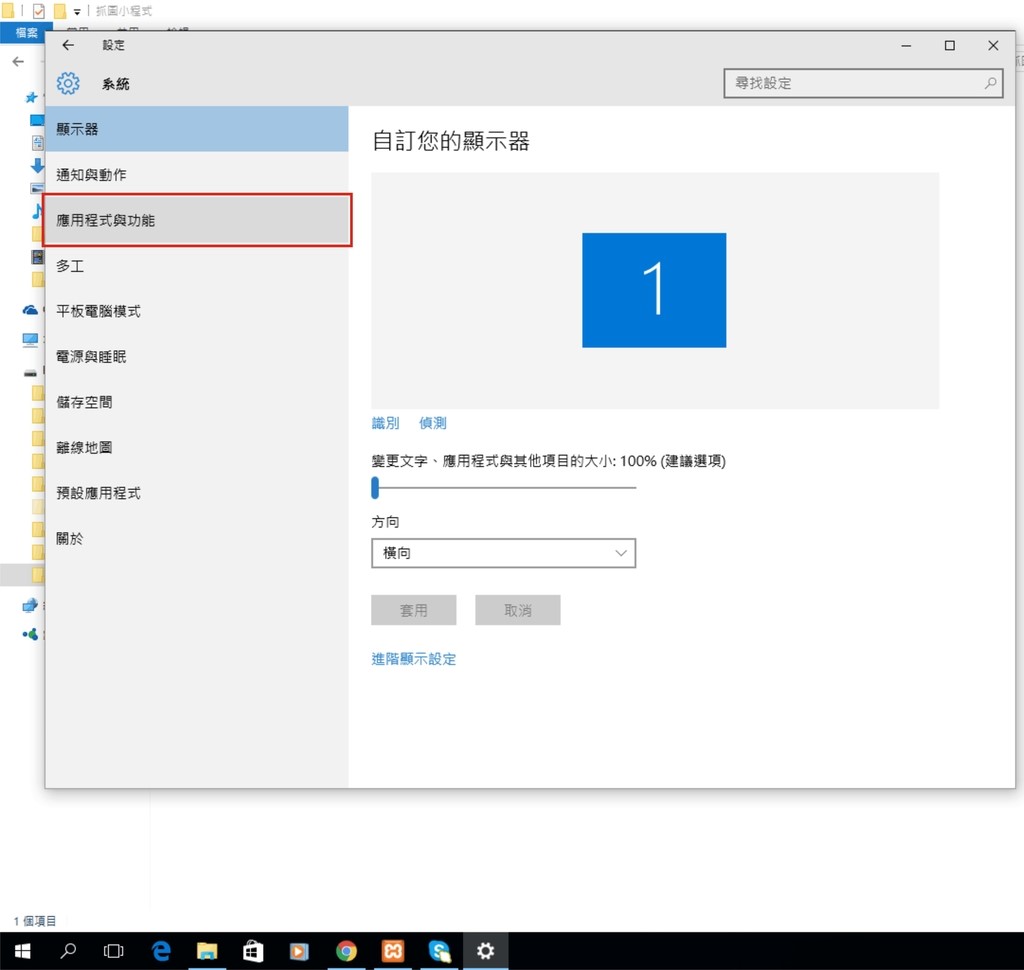 抓圖小程式
檔案
設定
系統
尋找設定
顯示器
通知與動作
應用程式與功能
多工
平板電腦模式
電源與睡眠
儲存空間
離線地圖
預設應用程式
關於
自訂您的顯示器
1
識別 偵測
變更文字、應用程式與其他項目的大小: 100% (建議選項)
方向
橫向
套用 取消
進階顯示設定
1 個項目